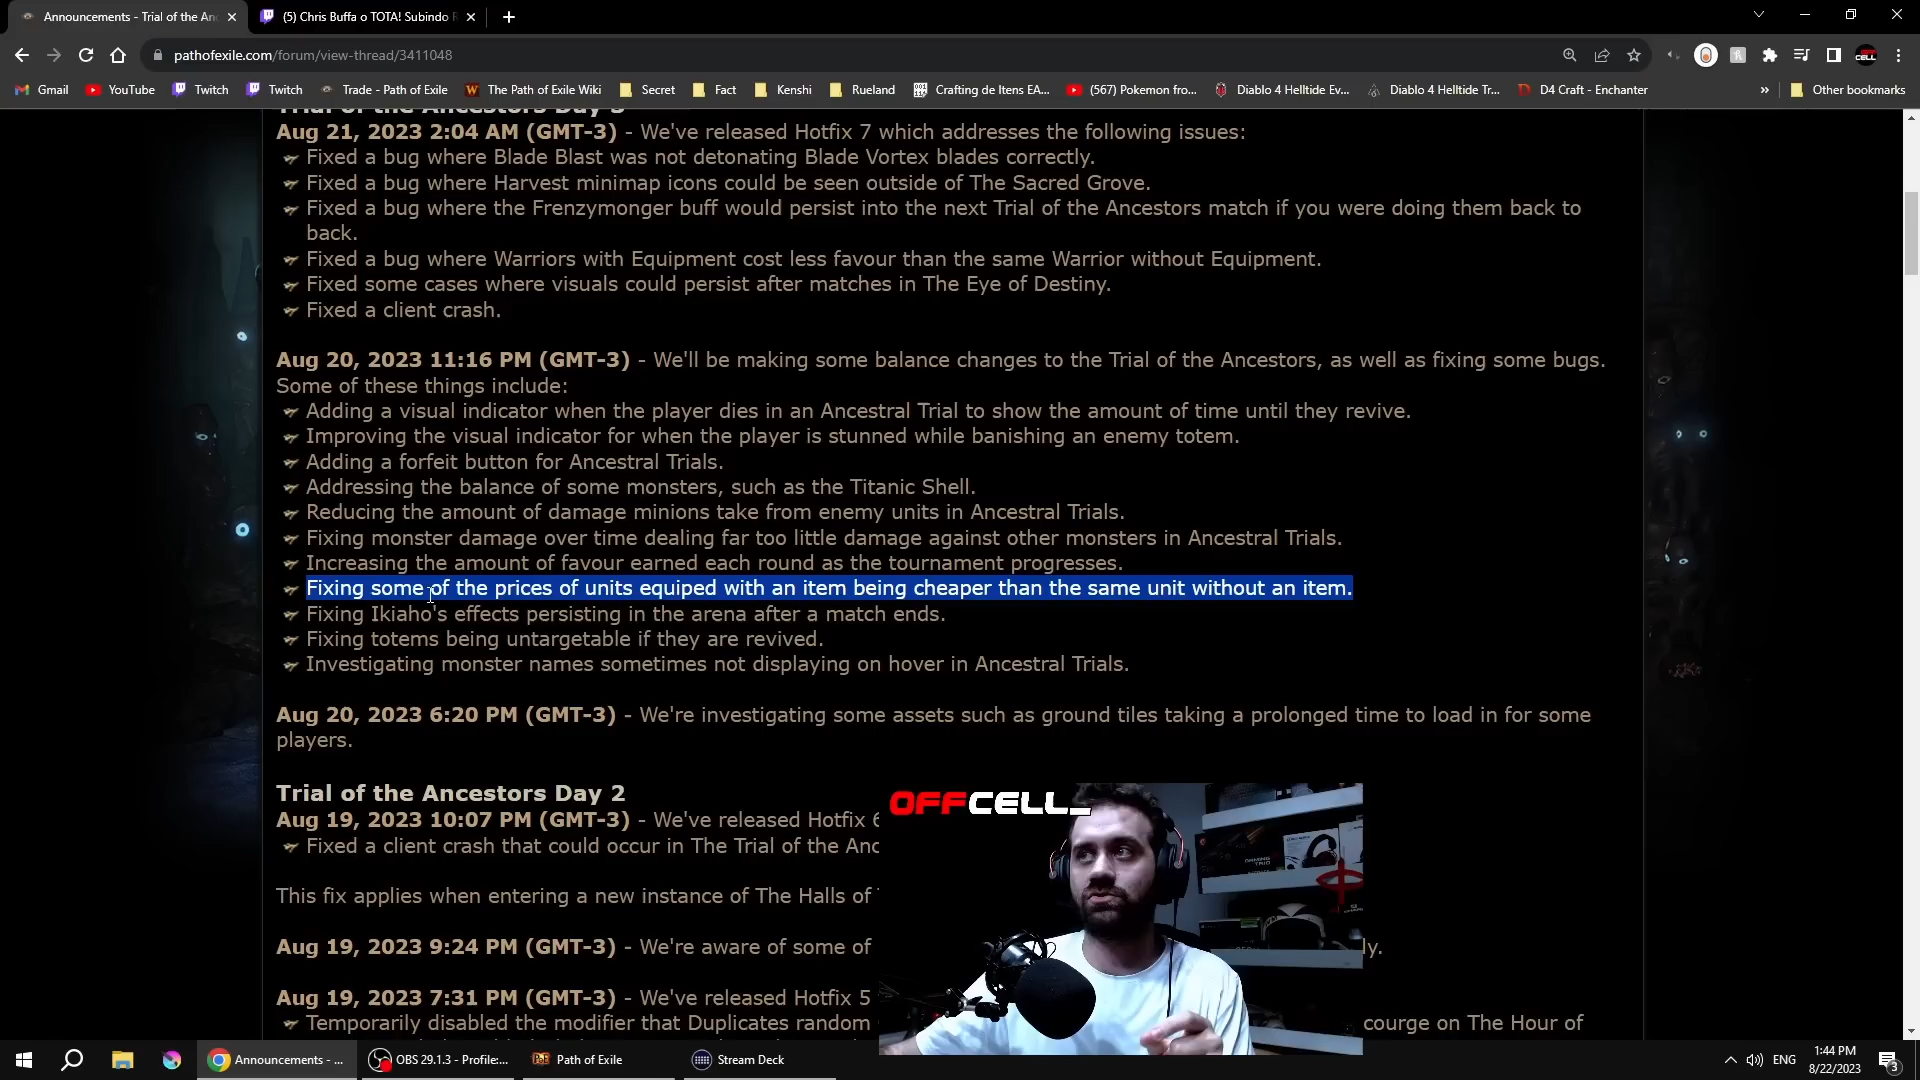 Announcements - Trial of the Anc
(5) Chris Buffa o TOTA! Subindo R
pathofexile.com/forum/view-thread/3411048
Gmail YouTube Twitch Twitch Trade - Path of Exile The Path of Exile Wiki Secret Fact Kenshi Rueland Crafting de Itens EA... (567) Pokemon fro... Diablo 4 Helltide Ev... Diablo 4 Helltide Tr... D4 Craft - Enchanter » Other bookmarks
Trial of the Ancestors Day 3
Aug 21, 2023 2:04 AM (GMT-3) - We've released Hotfix 7 which addresses the following issues:
Fixed a bug where Blade Blast was not detonating Blade Vortex blades correctly.
Fixed a bug where Harvest minimap icons could be seen outside of The Sacred Grove.
Fixed a bug where the Frenzymonger buff would persist into the next Trial of the Ancestors match if you were doing them back to
back.
Fixed a bug where Warriors with Equipment cost less favour than the same Warrior without Equipment.
Fixed some cases where visuals could persist after matches in The Eye of Destiny.
Fixed a client crash.
Aug 20, 2023 11:16 PM (GMT-3) - We'll be making some balance changes to the Trial of the Ancestors, as well as fixing some bugs.
Some of these things include:
Adding a visual indicator when the player dies in an Ancestral Trial to show the amount of time until they revive.
Improving the visual indicator for when the player is stunned while banishing an enemy totem.
Adding a forfeit button for Ancestral Trials.
Addressing the balance of some monsters, such as the Titanic Shell.
Reducing the amount of damage minions take from enemy units in Ancestral Trials.
Fixing monster damage over time dealing far too little damage against other monsters in Ancestral Trials.
Increasing the amount of favour earned each round as the tournament progresses.
Fixing some of the prices of units equiped with an item being cheaper than the same unit without an item.
Fixing Ikiaho's effects persisting in the arena after a match ends.
Fixing totems being untargetable if they are revived.
Investigating monster names sometimes not displaying on hover in Ancestral Trials.
Aug 20, 2023 6:20 PM (GMT-3) - We're investigating some assets such as ground tiles taking a prolonged time to load in for some
players.
Trial of the Ancestors Day 2
Aug 19, 2023 10:07 PM (GMT-3) - We've released Hotfix 6
Fixed a client crash that could occur in The Trial of the Anc
This fix applies when entering a new instance of The Halls of
Aug 19, 2023 9:24 PM (GMT-3) - We're aware of some of ly.
Aug 19, 2023 7:31 PM (GMT-3) - We've released Hotfix 5
Temporarily disabled the modifier that Duplicates random courge on The Hour of
OFFCELL_
Announcements - ... OBS 29.1.3 - Profile:... Path of Exile Stream Deck ENG 1:44 PM
8/22/2023 3